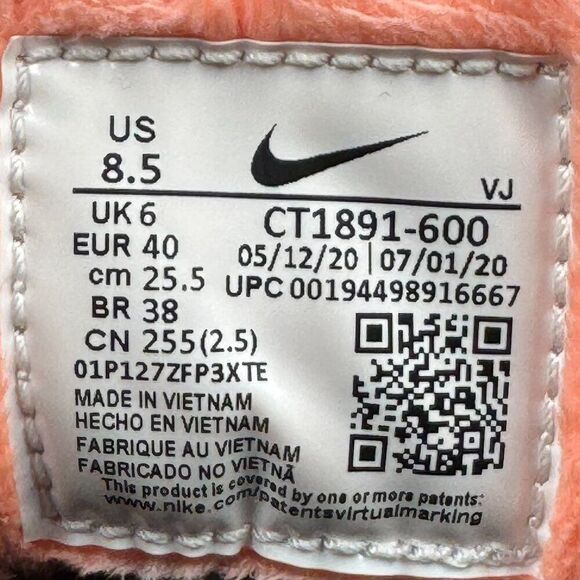 US
8.5
VJ
UK 6
CT1891-600
EUR 40
05/12/20 | 07/01/20
cm 25.5
UPC 00194498916667
BR 38
CN 255(2.5)
01P127ZFP3XTE
MADE IN VIETNAM
HECHO EN VIETNAM
FABRIQUE AU VIETNAM
FABRICADO NO VIETNÃ
This product is covered by one or more patents:
www.nike.com/patentsvirtualmarking